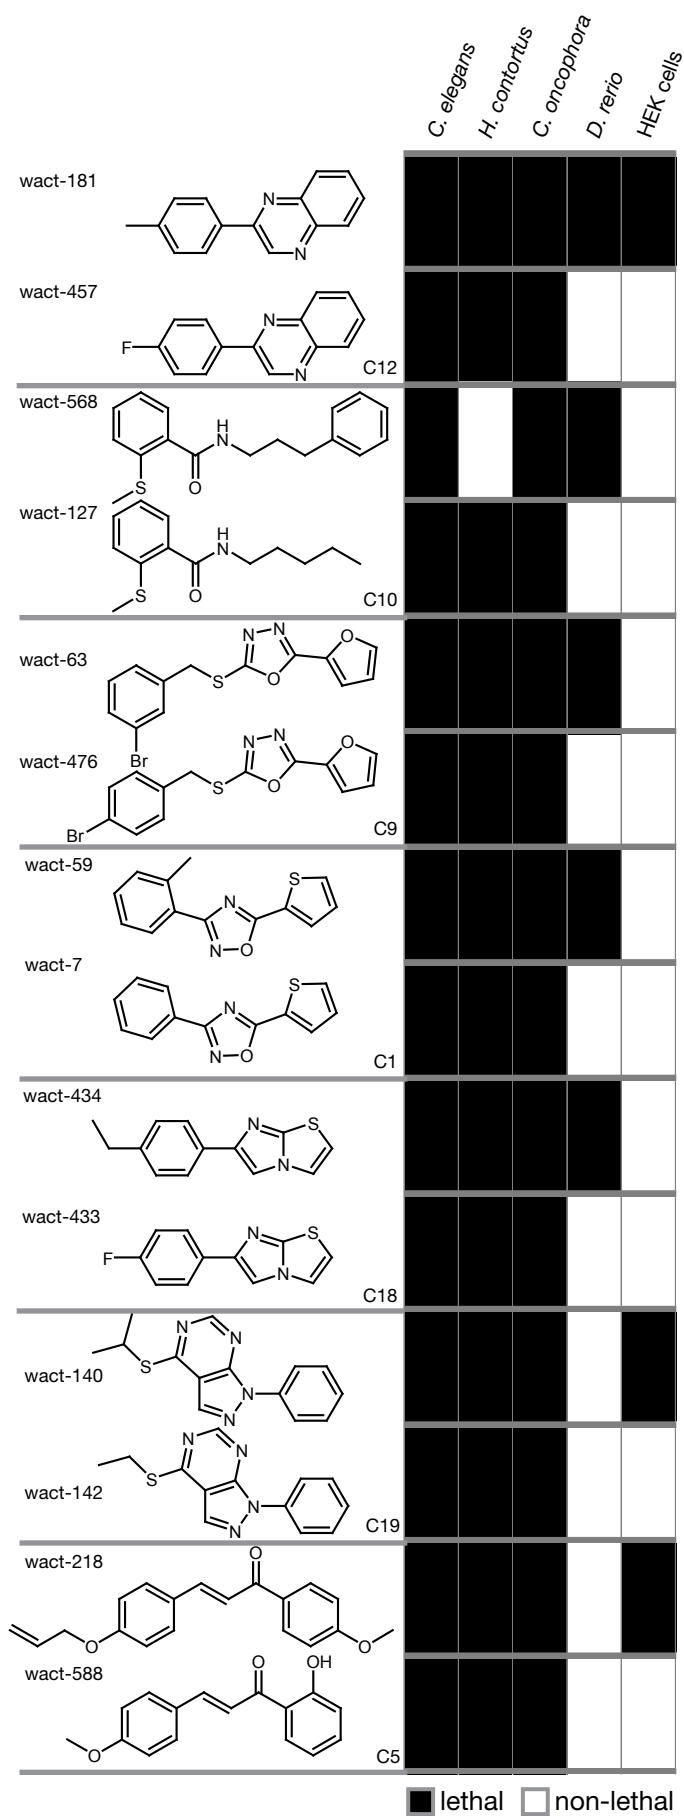 C. elegans
H. contortus
C. oncophora
D. rerio
HEK cells
wact-181
N
N
wact-457
F
N
N
C12
wact-568
H
N
O
S
wact-127
H
N
O
S
C10
wact-63
N N
O
S
O
Br
wact-476
N N
O
S
O
Br
C9
wact-59
S
N
N O
wact-7
S
N
N O
C1
wact-434
N S
N
wact-433
F
N S
N
C18
wact-140
N
N
S
N
N
wact-142
N
N
S
N
N
C19
wact-218
O
O
O
wact-588
O
OH
O
C5
lethal non-lethal